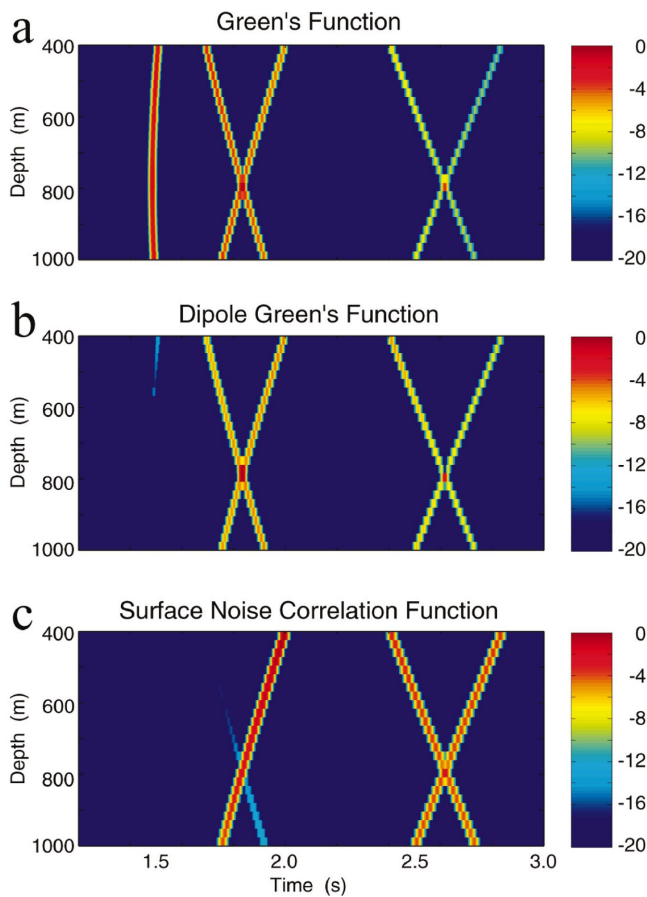 a
Green's Function
400
600
800
1000
Depth (m)
0
-4
-8
-12
-16
-20
b
Dipole Green's Function
400
600
800
1000
Depth (m)
0
-4
-8
-12
-16
-20
c
Surface Noise Correlation Function
400
600
800
1000
Depth (m)
0
-4
-8
-12
-16
-20
1.5 2.0 2.5 3.0
Time (s)